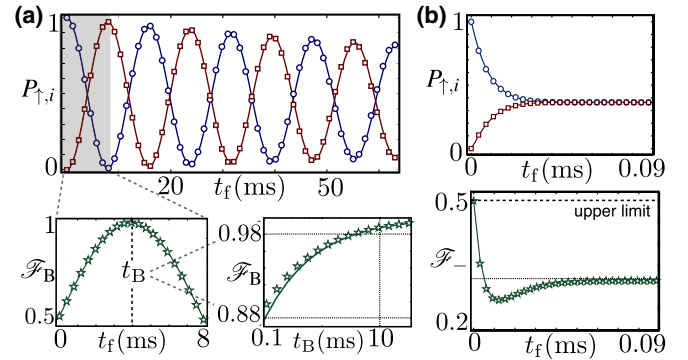 (a)
1
P↑,i
0
20
t_f(ms)
50
1
ℱ_B
0.5
0
t_f(ms)
8
t_B
0.98
ℱ_B
0.88
0.1
t_B(ms)
10
(b)
1
P↑,i
0
0
t_f(ms)
0.09
0.5
upper limit
ℱ_−
0.2
0
t_f(ms)
0.09